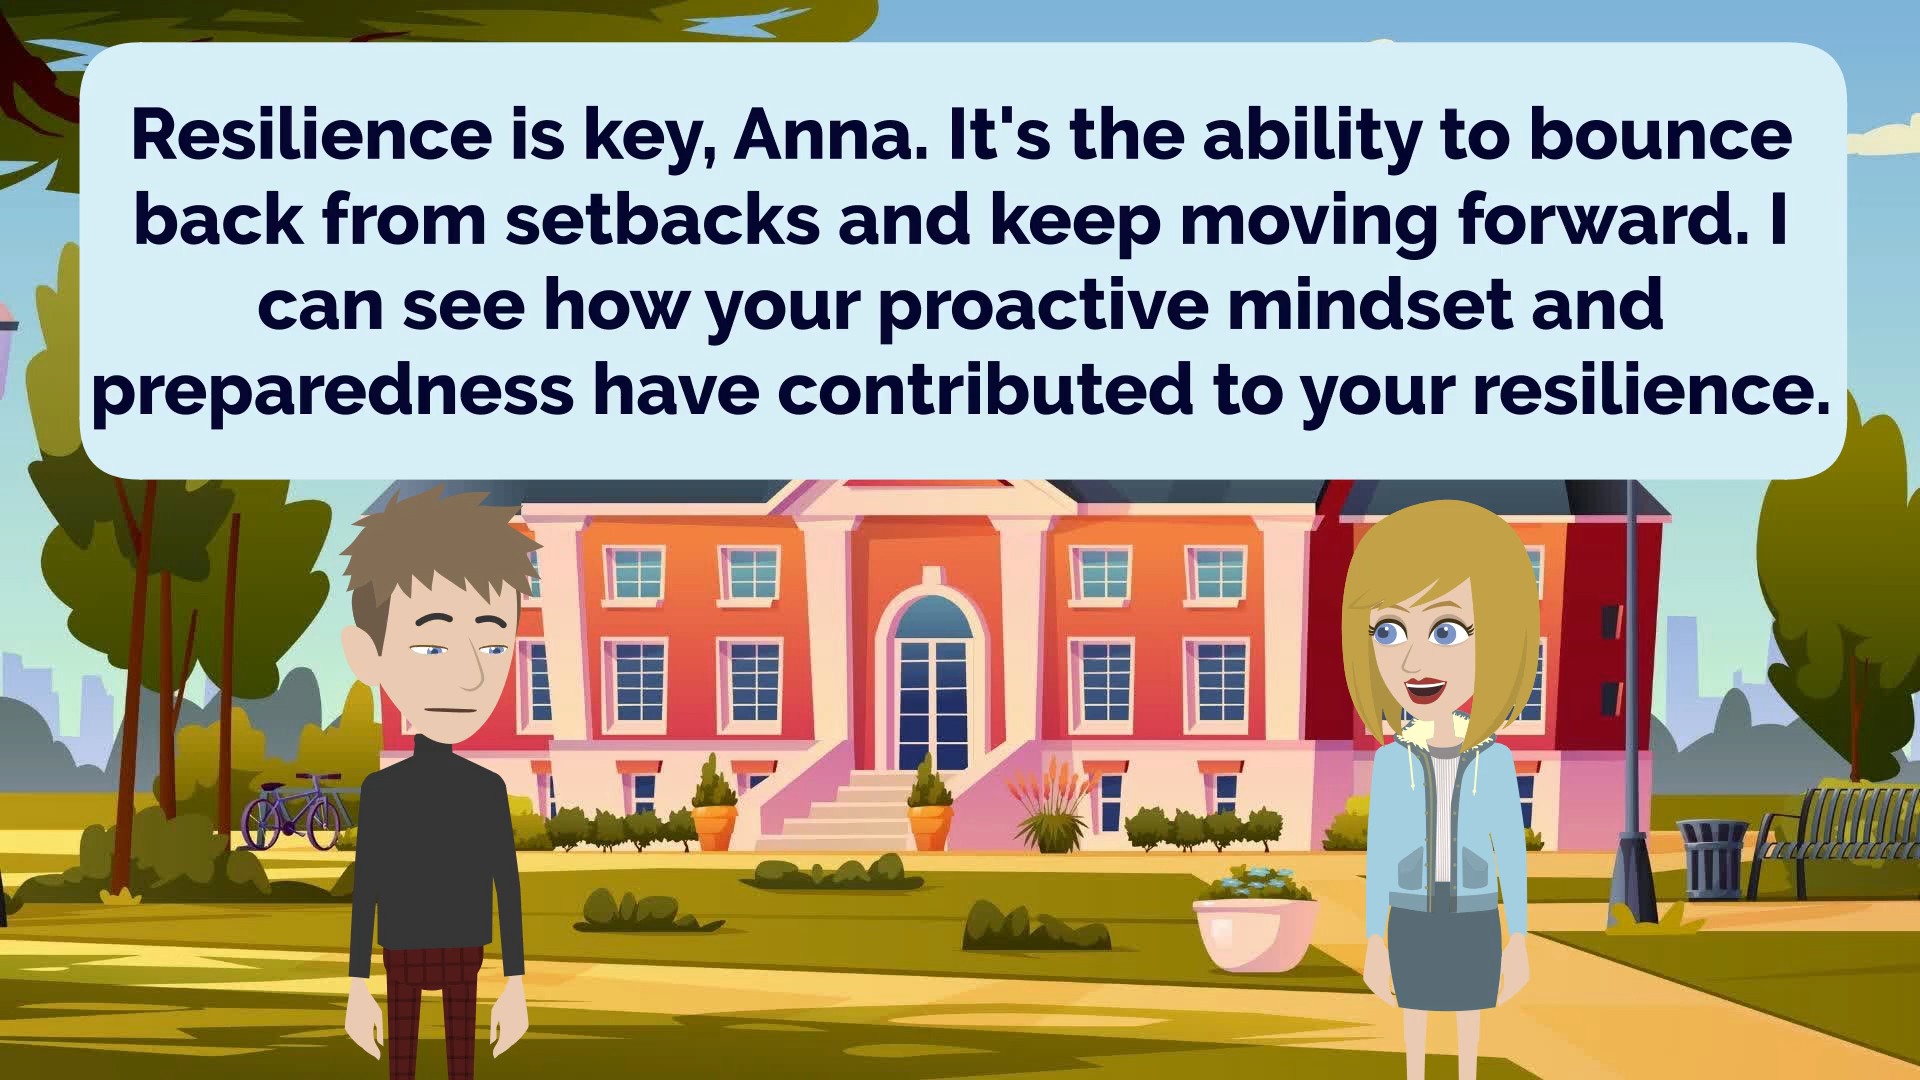 Resilience is key, Anna. It's the ability to bounce
back from setbacks and keep moving forward. I
can see how your proactive mindset and
preparedness have contributed to your resilience.